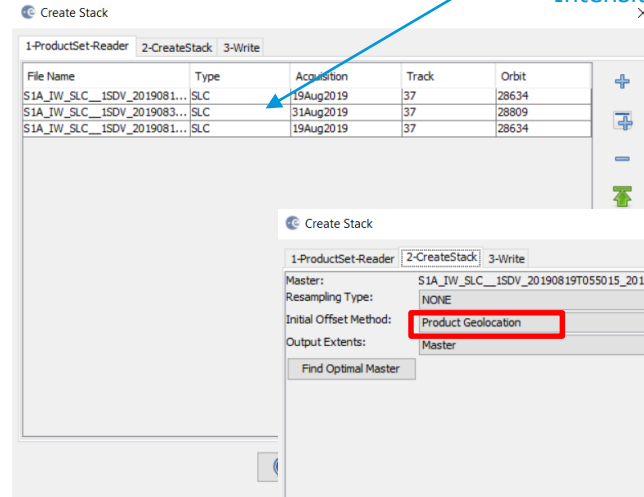 Create Stack
1-ProductSet-Reader 2-CreateStack 3-Write
File Name Type Acquisition Track Orbit
S1A_IW_SLC__1SDV_2019081... SLC 19Aug2019 37 28634
S1A_IW_SLC__1SDV_2019083... SLC 31Aug2019 37 28809
S1A_IW_SLC__1SDV_2019081... SLC 19Aug2019 37 28634
Create Stack
1-ProductSet-Reader 2-CreateStack 3-Write
Master: S1A_IW_SLC__1SDV_20190819T055015_201
Resampling Type: NONE
Initial Offset Method: Product Geolocation
Output Extents: Master
Find Optimal Master